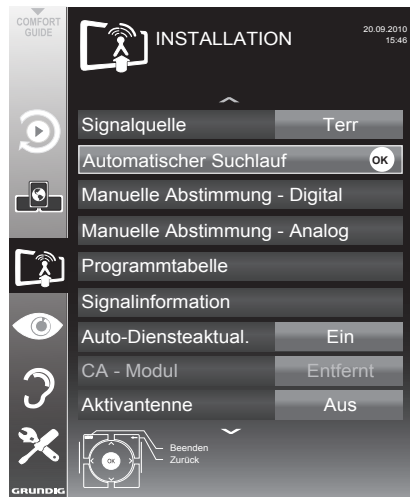 COMFORT
GUIDE
INSTALLATION
20.09.2010
15:46
Signalquelle Terr
Automatischer Suchlauf OK
Manuelle Abstimmung - Digital
Manuelle Abstimmung - Analog
Programmtabelle
Signalinformation
Auto-Diensteaktual. Ein
CA - Modul Entfernt
Aktivantenne Aus
Beenden
Zurück
OK
GRUNDIG